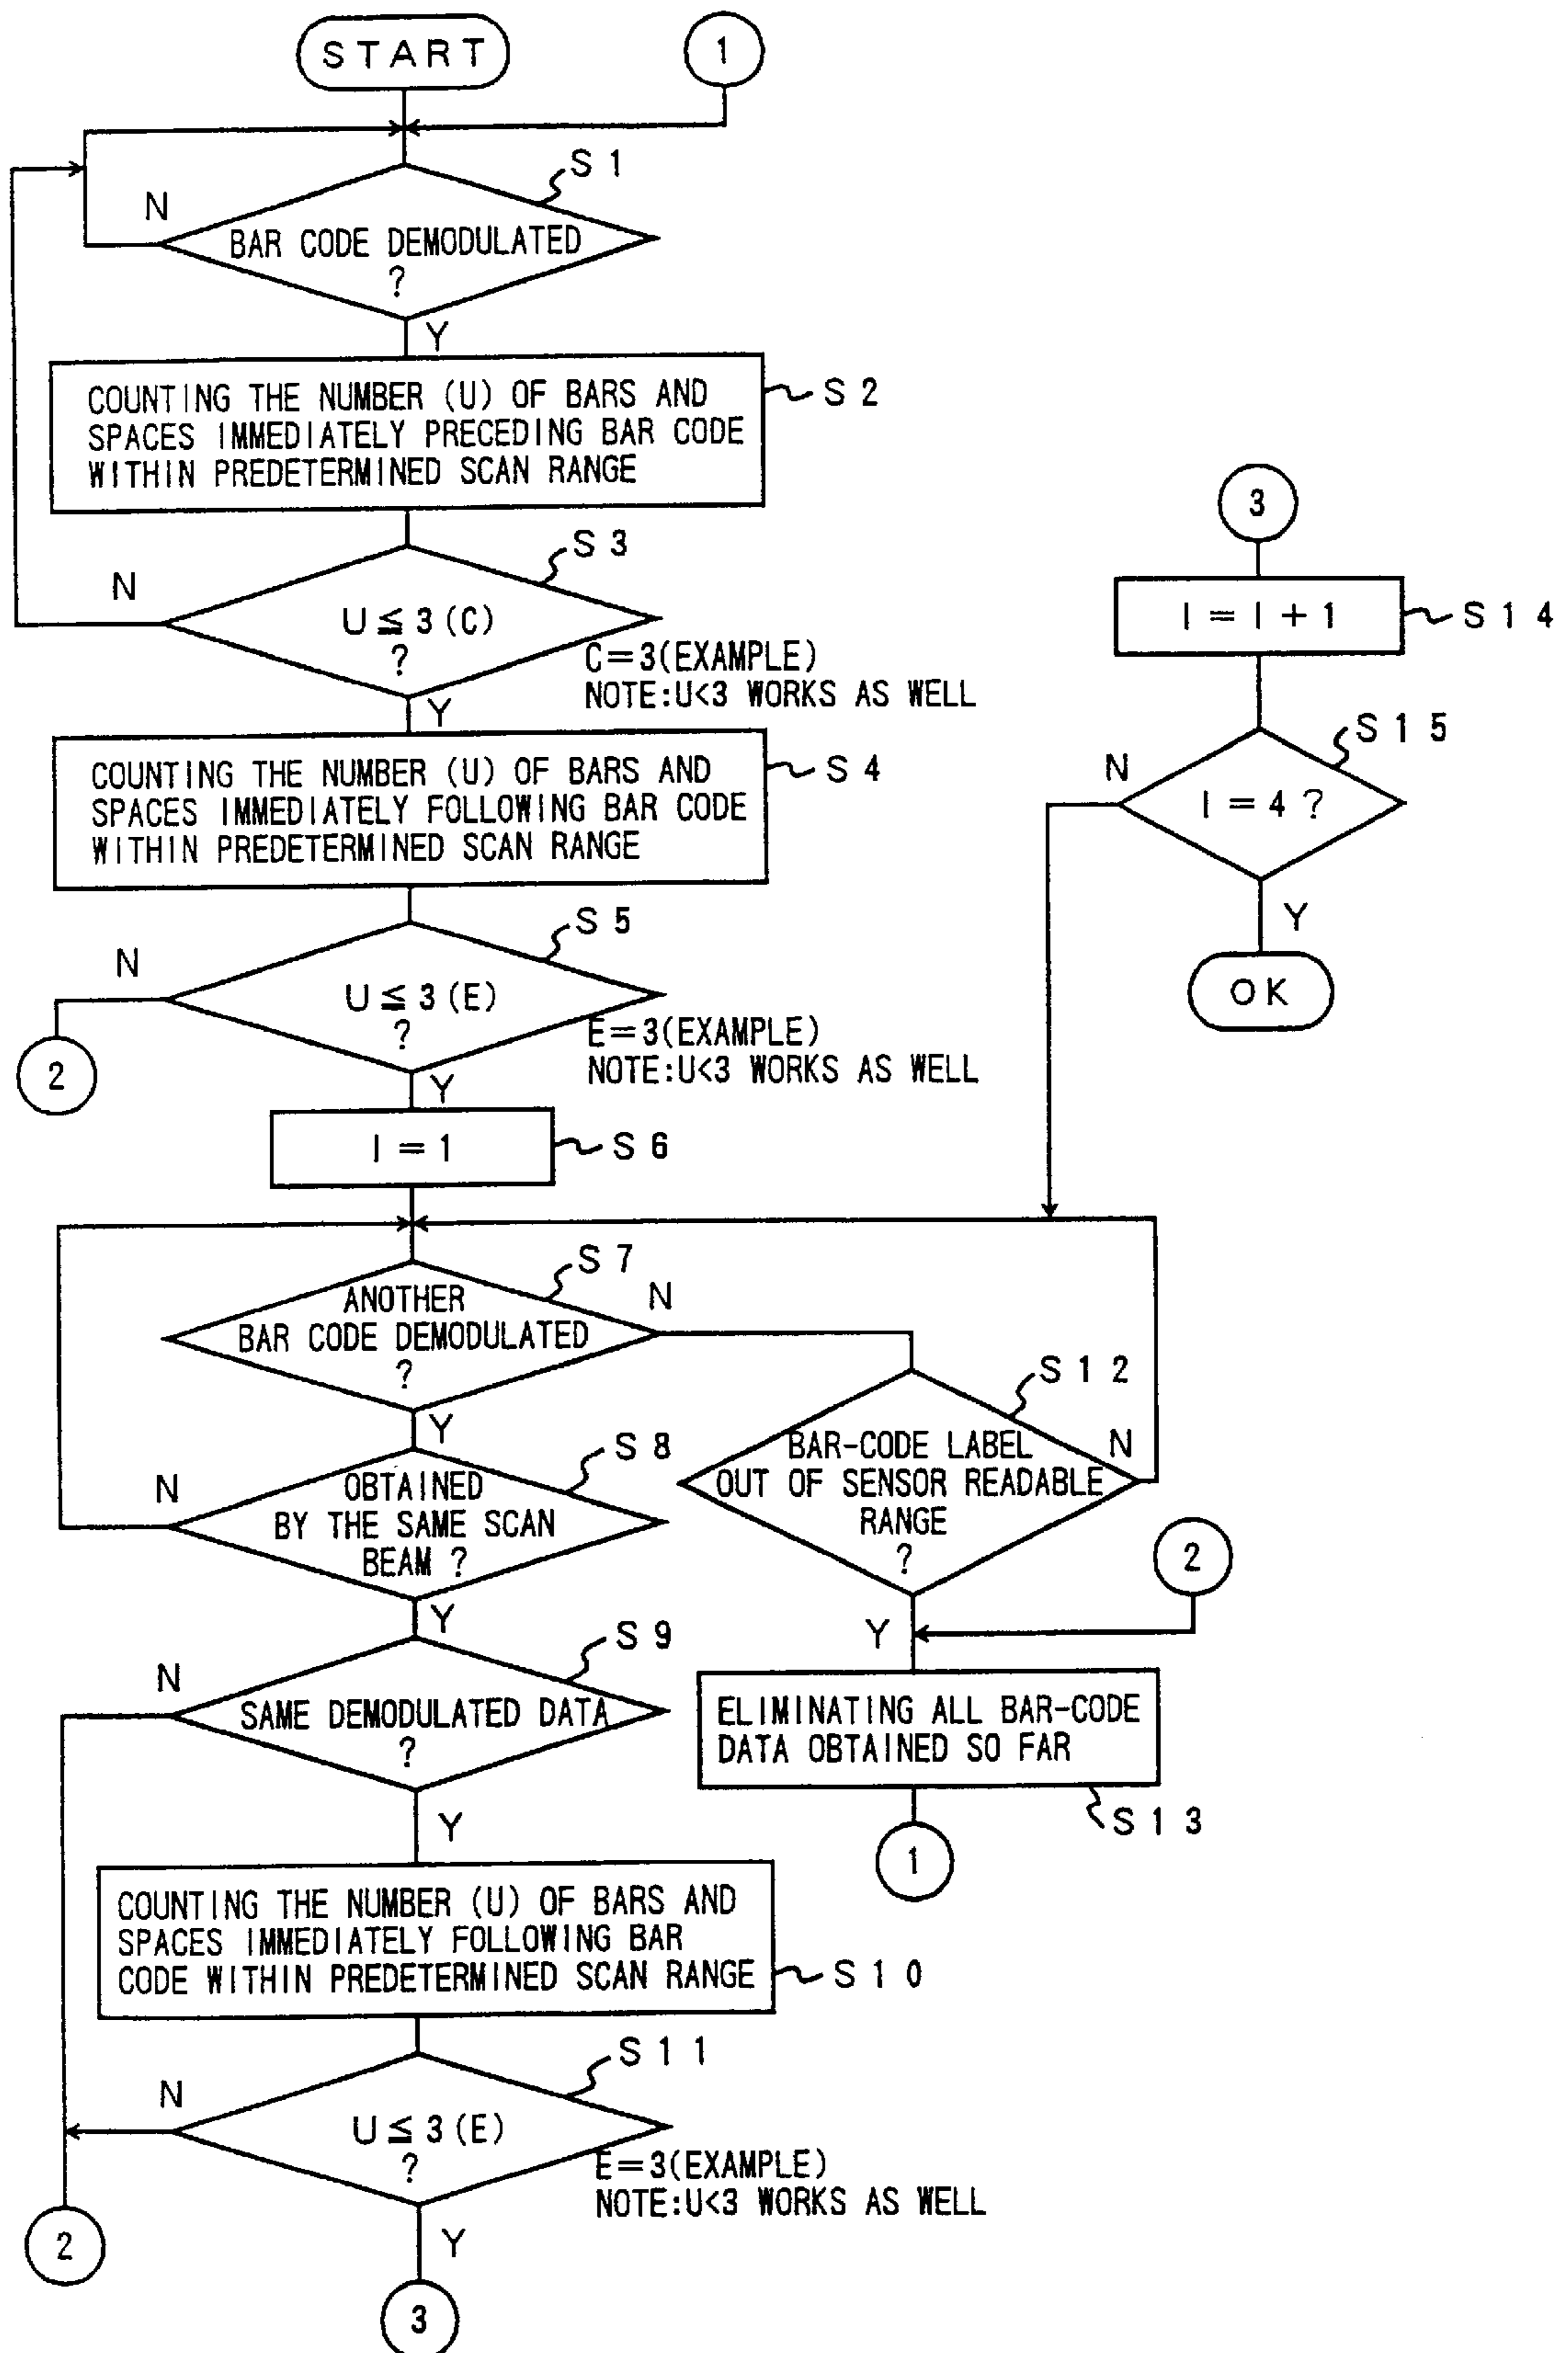 START
1
S1
N
BAR CODE DEMODULATED
?
Y
COUNTING THE NUMBER (U) OF BARS AND
SPACES IMMEDIATELY PRECEDING BAR CODE
WITHIN PREDETERMINED SCAN RANGE
S2
S3
N
U≦3(C)
?
C=3(EXAMPLE)
NOTE:U<3 WORKS AS WELL
Y
COUNTING THE NUMBER (U) OF BARS AND
SPACES IMMEDIATELY FOLLOWING BAR CODE
WITHIN PREDETERMINED SCAN RANGE
S4
S5
N
U≦3(E)
?
E=3(EXAMPLE)
NOTE:U<3 WORKS AS WELL
2
Y
I=1
S6
S7
N
ANOTHER
BAR CODE DEMODULATED
?
Y
S8
N
OBTAINED
BY THE SAME SCAN
BEAM ?
Y
S9
N
SAME DEMODULATED DATA
?
Y
COUNTING THE NUMBER (U) OF BARS AND
SPACES IMMEDIATELY FOLLOWING BAR
CODE WITHIN PREDETERMINED SCAN RANGE
S10
S11
N
U≦3(E)
?
E=3(EXAMPLE)
NOTE:U<3 WORKS AS WELL
2
Y
3
S12
BAR-CODE LABEL
N
OUT OF SENSOR READABLE
RANGE
?
2
Y
ELIMINATING ALL BAR-CODE
DATA OBTAINED SO FAR
S13
1
3
I=I+1
S14
S15
N
I=4?
Y
OK